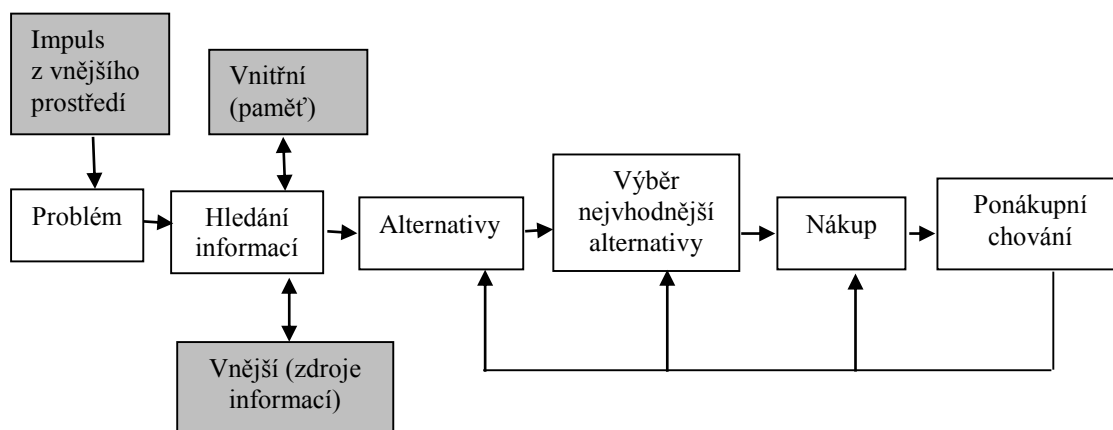 Impuls
z vnějšího
prostředí
Vnitřní
(paměť)
Problém
Hledání
informací
Alternativy
Výběr
nejvhodnější
alternativy
Nákup
Ponákupní
chování
Vnější (zdroje
informací)